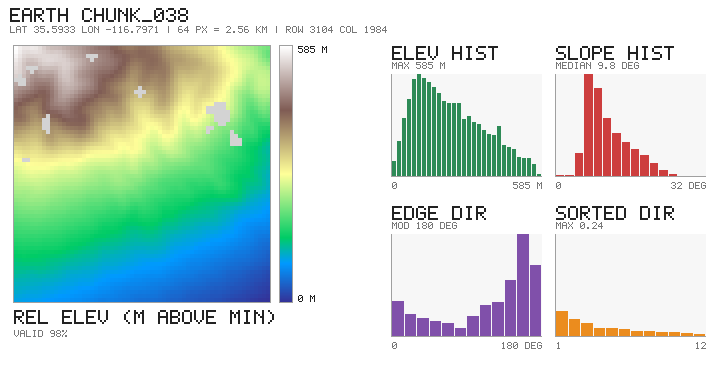 EARTH CHUNK_038
LAT 35.5933 LON -116.7971 | 64 PX = 2.56 KM | ROW 3104 COL 1984
585 M
0 M
REL ELEV (M ABOVE MIN)
VALID 98%
ELEV HIST
MAX 585 M
0 585 M
SLOPE HIST
MEDIAN 9.8 DEG
0 32 DEG
EDGE DIR
MOD 180 DEG
0 180 DEG
SORTED DIR
MAX 0.24
1 12